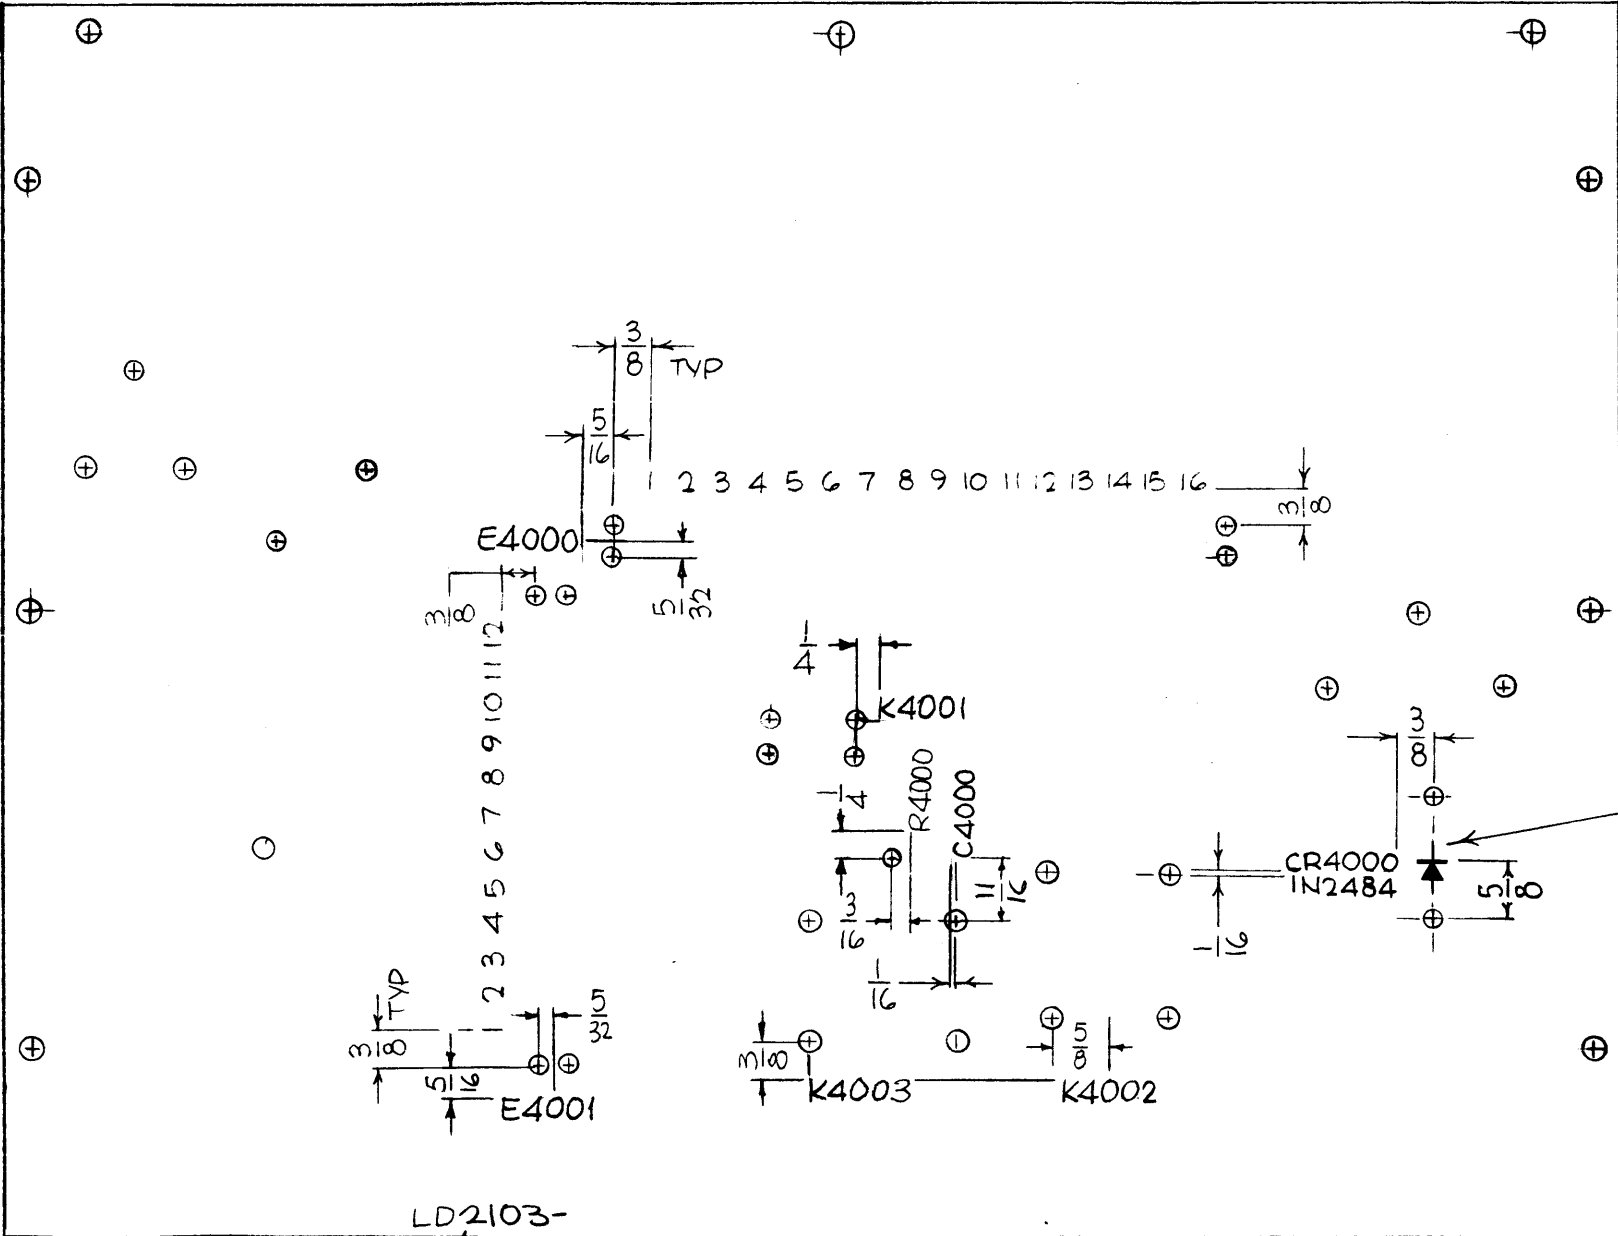 3/8 TYP
5/16
1 2 3 4 5 6 7 8 9 10 11 12 13 14 15 16
3/8
E4000
5/32
3/8
1 2 3 4 5 6 7 8 9 10 11 12
1/4
K4001
1/4
R4000
C4000
11/16
3/16
1/16
3/8
CR4000
1N2484
5/8
1/16
TYP
3/8
5/32
5/16
E4001
3/8
K4003
5/8
K4002
LD2103-